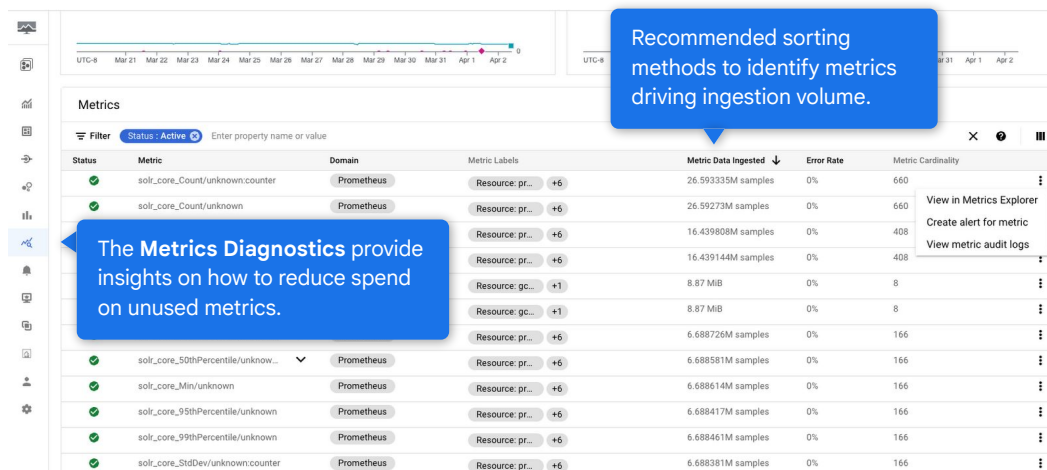 0
UTC-8 Mar 21 Mar 22 Mar 23 Mar 24 Mar 25 Mar 26 Mar 27 Mar 28 Mar 29 Mar 30 Mar 31 Apr 1 Apr 2
UTC-8 ar 31 Apr 1 Apr 2
Recommended sorting
methods to identify metrics
driving ingestion volume.
Metrics
Filter Status : Active Enter property name or value
Status Metric Domain Metric Labels Metric Data Ingested Error Rate Metric Cardinality
solr_core_Count/unknown:counter Prometheus Resource: pr... +6 26.593335M samples 0% 660
solr_core_Count/unknown Prometheus Resource: pr... +6 26.59273M samples 0% 660
View in Metrics Explorer
Create alert for metric
View metric audit logs
The Metrics Diagnostics provide
insights on how to reduce spend
on unused metrics.
Resource: pr... +6 16.439808M samples 0% 408
Resource: pr... +6 16.439144M samples 0% 408
Resource: gc... +1 8.87 MiB 0% 8
Resource: gc... +1 8.87 MiB 0% 8
Resource: pr... +6 6.688726M samples 0% 166
solr_core_50thPercentile/unknow... Prometheus Resource: pr... +6 6.688581M samples 0% 166
solr_core_Min/unknown Prometheus Resource: pr... +6 6.688614M samples 0% 166
solr_core_95thPercentile/unknown Prometheus Resource: pr... +6 6.688417M samples 0% 166
solr_core_99thPercentile/unknown Prometheus Resource: pr... +6 6.688461M samples 0% 166
solr_core_StdDev/unknown:counter Prometheus Resource: pr... +6 6.688381M samples 0% 166